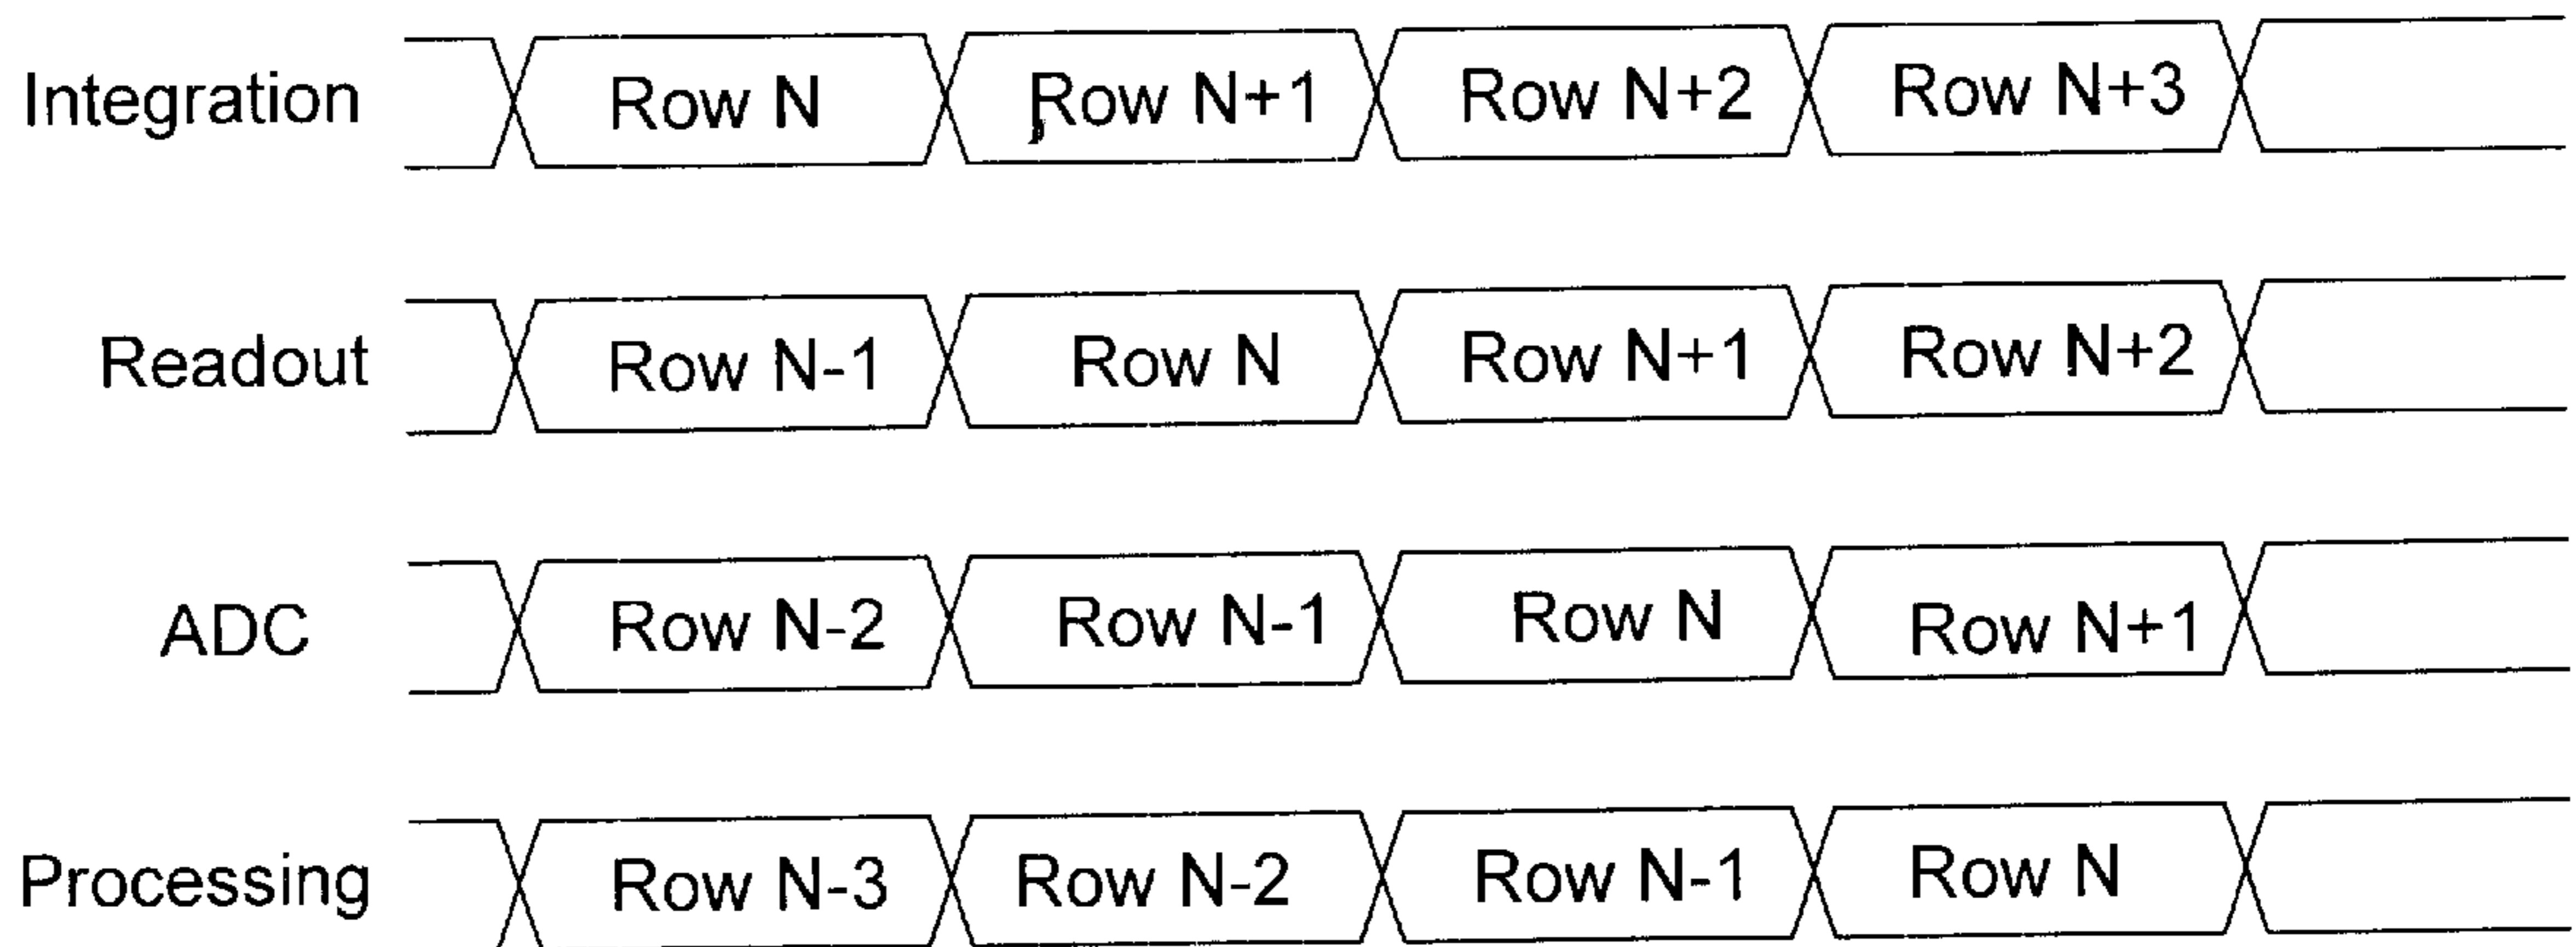 Integration Row N Row N+1 Row N+2 Row N+3
Readout Row N-1 Row N Row N+1 Row N+2
ADC Row N-2 Row N-1 Row N Row N+1
Processing Row N-3 Row N-2 Row N-1 Row N